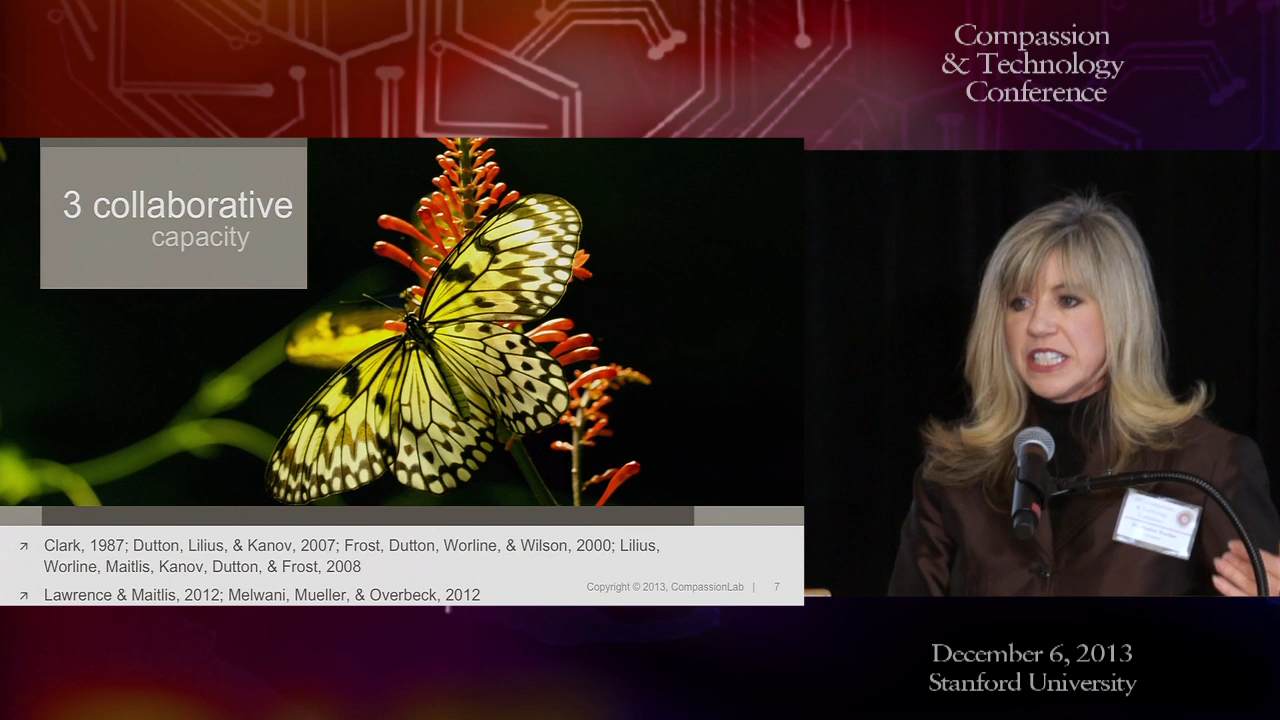 Compassion
& Technology
Conference
3 collaborative
capacity
Clark, 1987; Dutton, Lilius, & Kanov, 2007; Frost, Dutton, Worline, & Wilson, 2000; Lilius,
Worline, Maitlis, Kanov, Dutton, & Frost, 2008
Lawrence & Maitlis, 2012; Melwani, Mueller, & Overbeck, 2012
Copyright © 2013, CompassionLab | 7
December 6, 2013
Stanford University